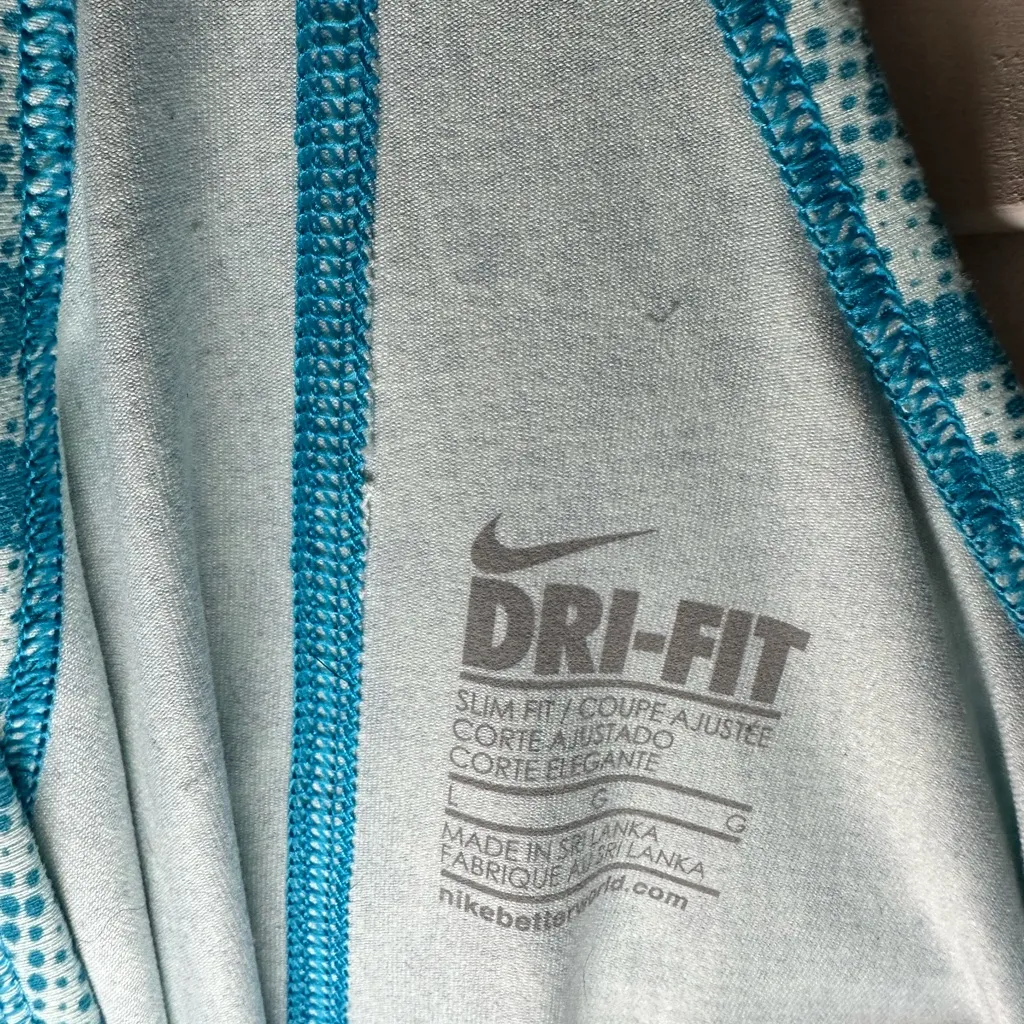 DRI-FIT
SLIM FIT / COUPE AJUSTÉE
CORTE AJUSTADO
CORTE ELEGANTE
L G G
MADE IN SRI LANKA
FABRIQUÉ AU SRI LANKA
nikebetterworld.com